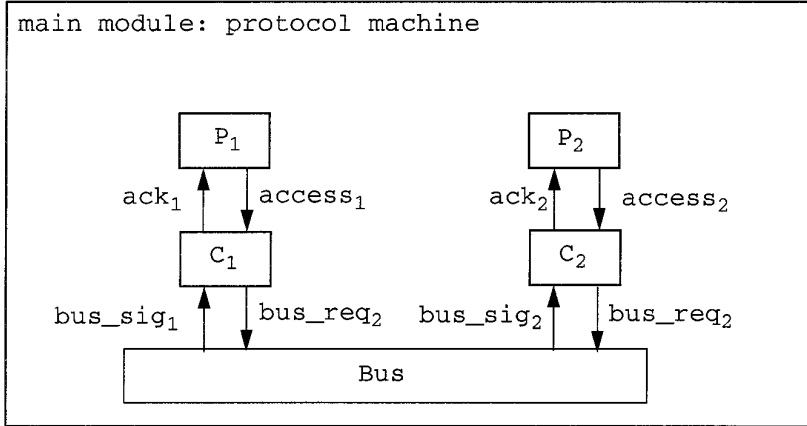 main module: protocol machine
P1 P2
ack1 access1 ack2 access2
C1 C2
bus_sig1 bus_req2 bus_sig2 bus_req2
Bus